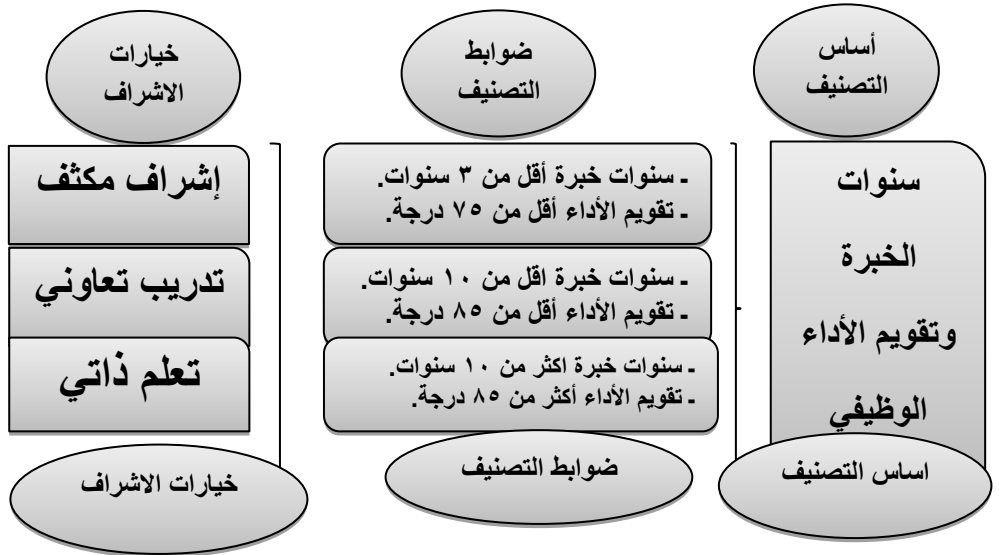 أساس
التصنيف
ضوابط
التصنيف
خيارات
الاشراف
سنوات
الخبرة
وتقويم الأداء
الوظيفي
ـ سنوات خبرة أقل من ٣ سنوات.
ـ تقويم الأداء أقل من ٧٥ درجة.
ـ سنوات خبرة اقل من ١٠ سنوات.
ـ تقويم الأداء أقل من ٨٥ درجة.
ـ سنوات خبرة اكثر من ١٠ سنوات.
ـ تقويم الأداء أكثر من ٨٥ درجة.
إشراف مكثف
تدريب تعاوني
تعلم ذاتي
اساس التصنيف
ضوابط التصنيف
خيارات الاشراف